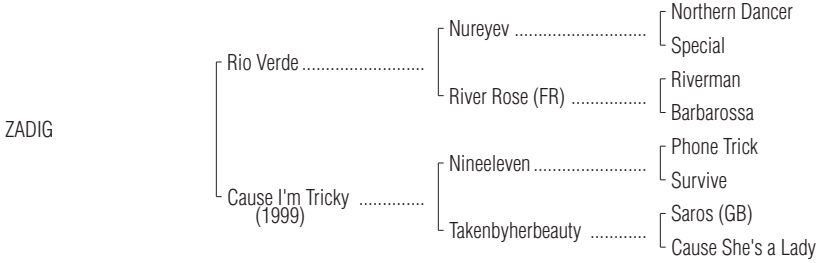 Northern Dancer
Nureyev ............................
Special
Rio Verde ..........................
Riverman
River Rose (FR) ................
Barbarossa
ZADIG
Phone Trick
Nineeleven ........................
Survive
Cause I'm Tricky ..............
(1999)
Saros (GB)
Takenbyherbeauty ............
Cause She's a Lady